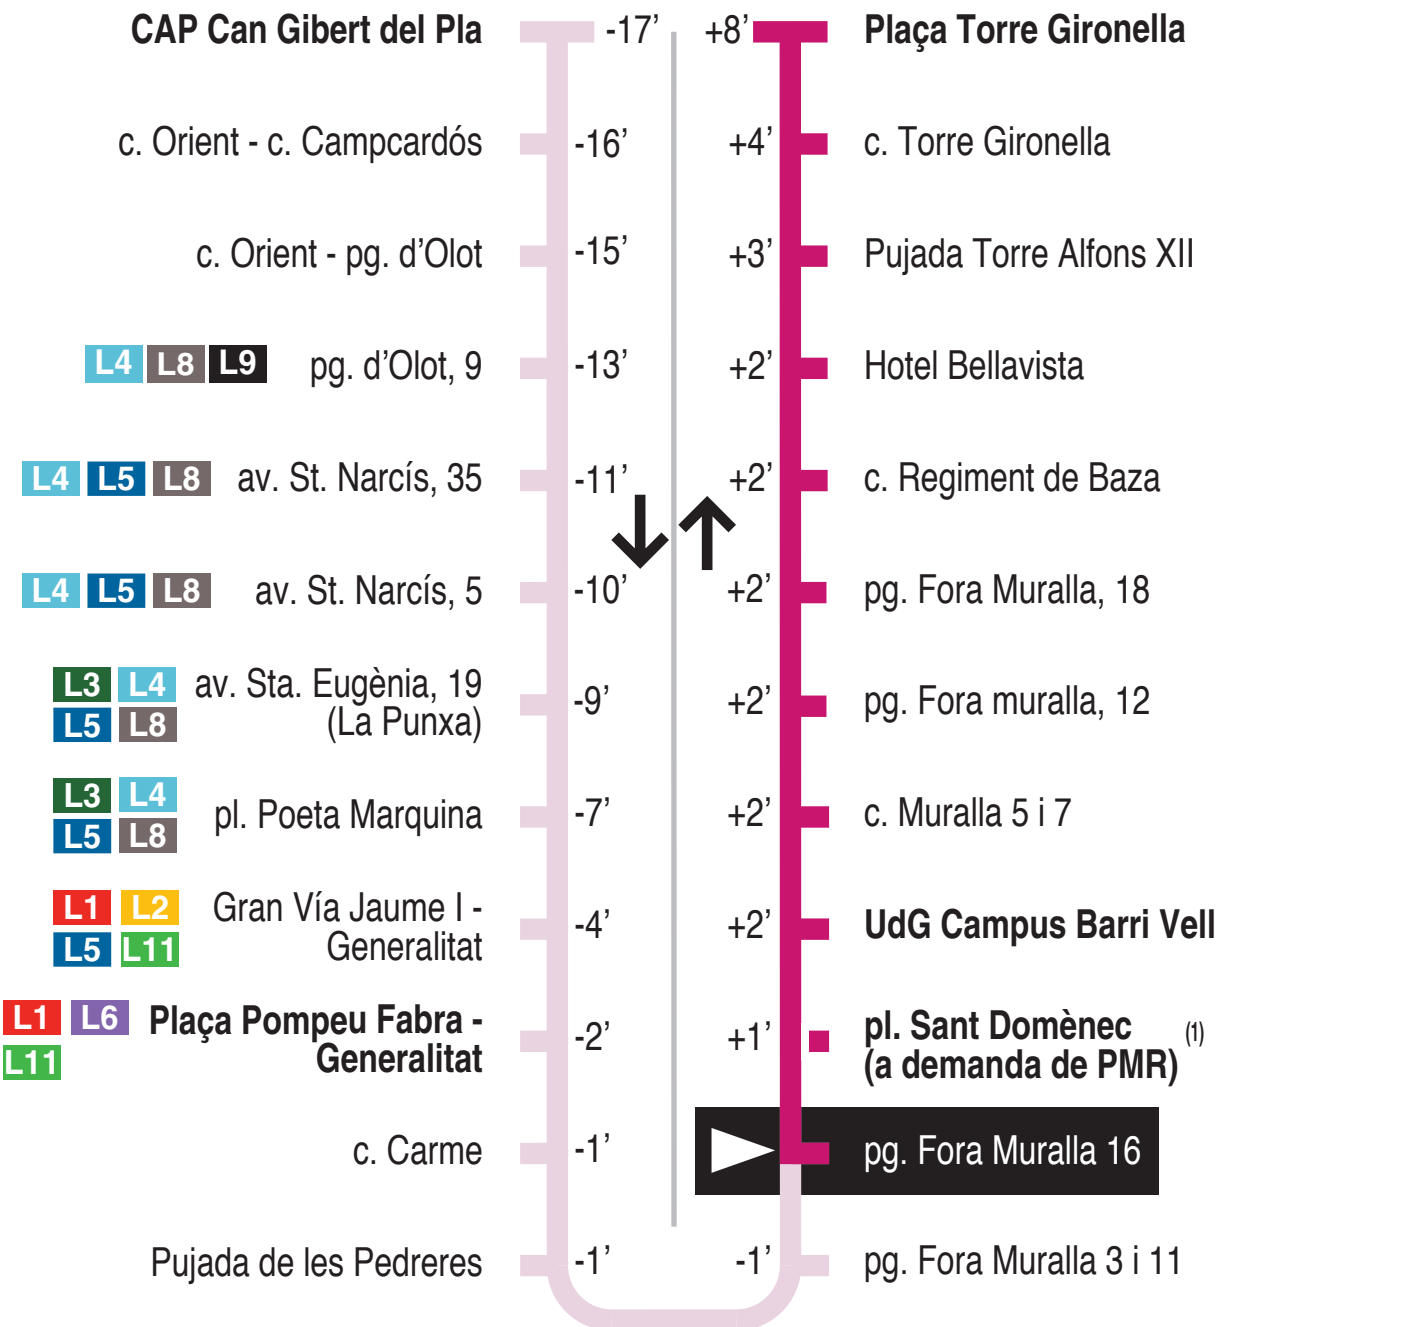 CAP Can Gibert del Pla -17’
c. Orient - c. Campcardós -16’
c. Orient - pg. d’Olot -15’
L4 L8 L9 pg. d’Olot, 9 -13’
L4 L5 L8 av. St. Narcís, 35 -11’
L4 L5 L8 av. St. Narcís, 5 -10’
L3 L4 av. Sta. Eugènia, 19 -9’
L5 L8 (La Punxa)
L3 L4
L5 L8 pl. Poeta Marquina -7’
L1 L2 Gran Vía Jaume I - -4’
L5 L11 Generalitat
L1 L6 Plaça Pompeu Fabra - -2’
L11 Generalitat
c. Carme -1’
Pujada de les Pedreres -1’
+8’ Plaça Torre Gironella
+4’ c. Torre Gironella
+3’ Pujada Torre Alfons XII
+2’ Hotel Bellavista
+2’ c. Regiment de Baza
+2’ pg. Fora Muralla, 18
+2’ pg. Fora muralla, 12
+2’ c. Muralla 5 i 7
+2’ UdG Campus Barri Vell
+1’ pl. Sant Domènec (1)
(a demanda de PMR)
pg. Fora Muralla 16
-1’ pg. Fora Muralla 3 i 11